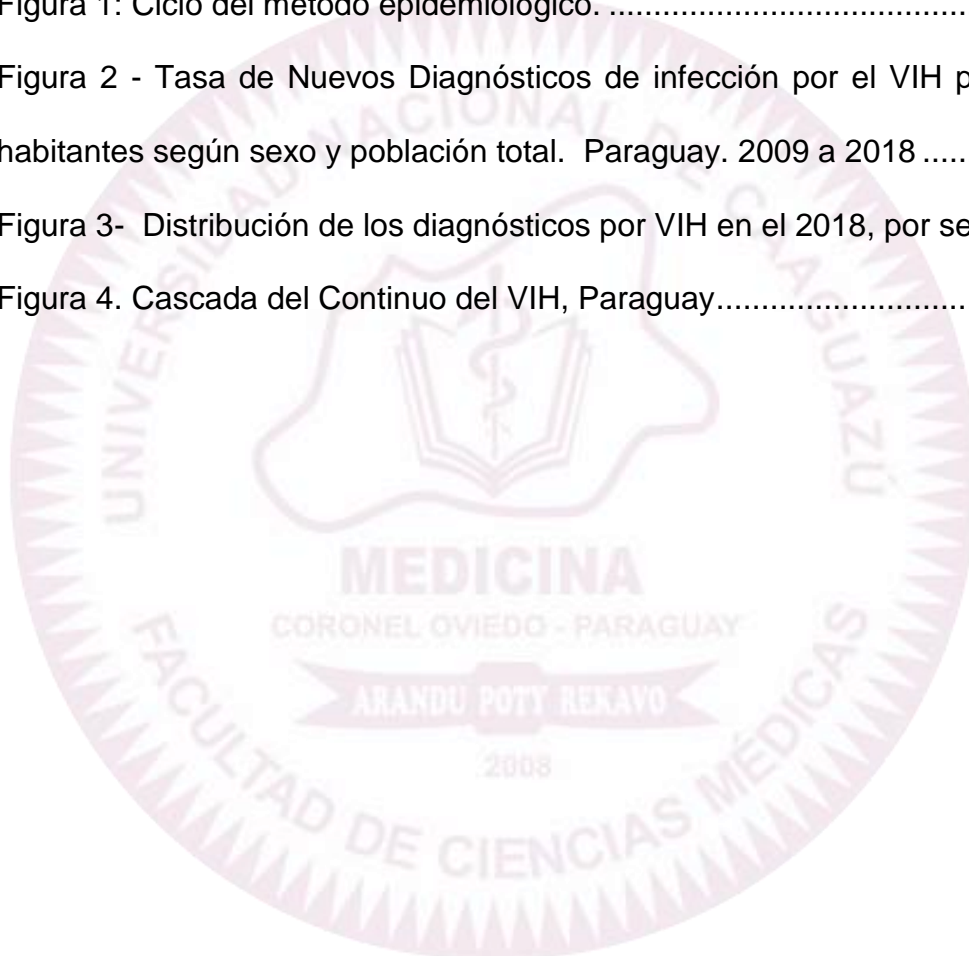 Figura 1: Ciclo del método epidemiológico. ........................................
Figura 2 - Tasa de Nuevos Diagnósticos de infección por el VIH p
habitantes según sexo y población total.  Paraguay. 2009 a 2018 .....
Figura 3-  Distribución de los diagnósticos por VIH en el 2018, por se
Figura 4. Cascada del Continuo del VIH, Paraguay............................
UNIVERSIDAD NACIONAL DE CAAGUAZÚ
MEDICINA
CORONEL OVIEDO - PARAGUAY
ARANDU POTY REKAVO
2008
FACULTAD DE CIENCIAS MÉDICAS